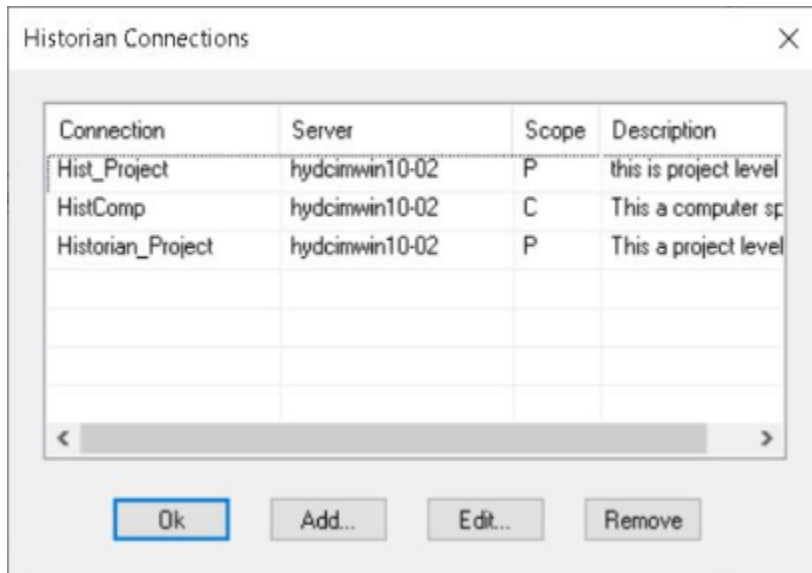 Historian Connections
Connection Server Scope Description
Hist_Project hydcimwin10-02 P this is project level
HistComp hydcimwin10-02 C This a computer sp
Historian_Project hydcimwin10-02 P This a project level
Ok Add... Edit... Remove